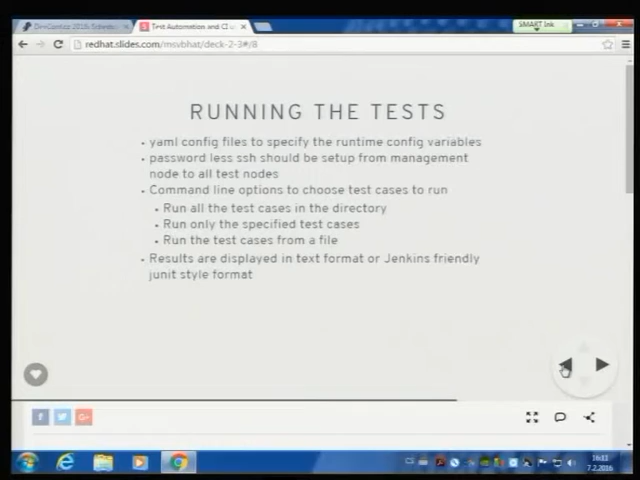 DevConf.cz 2016: Schedu...
Test Automation and CI u
SMART Ink
redhat.slides.com/msvbhat/deck-2-3#/8
RUNNING THE TESTS
• yaml config files to specify the runtime config variables
• password less ssh should be setup from management
node to all test nodes
• Command line options to choose test cases to run
• Run all the test cases in the directory
• Run only the specified test cases
• Run the test cases from a file
• Results are displayed in text format or Jenkins friendly
junit style format
CS
7.2.2016